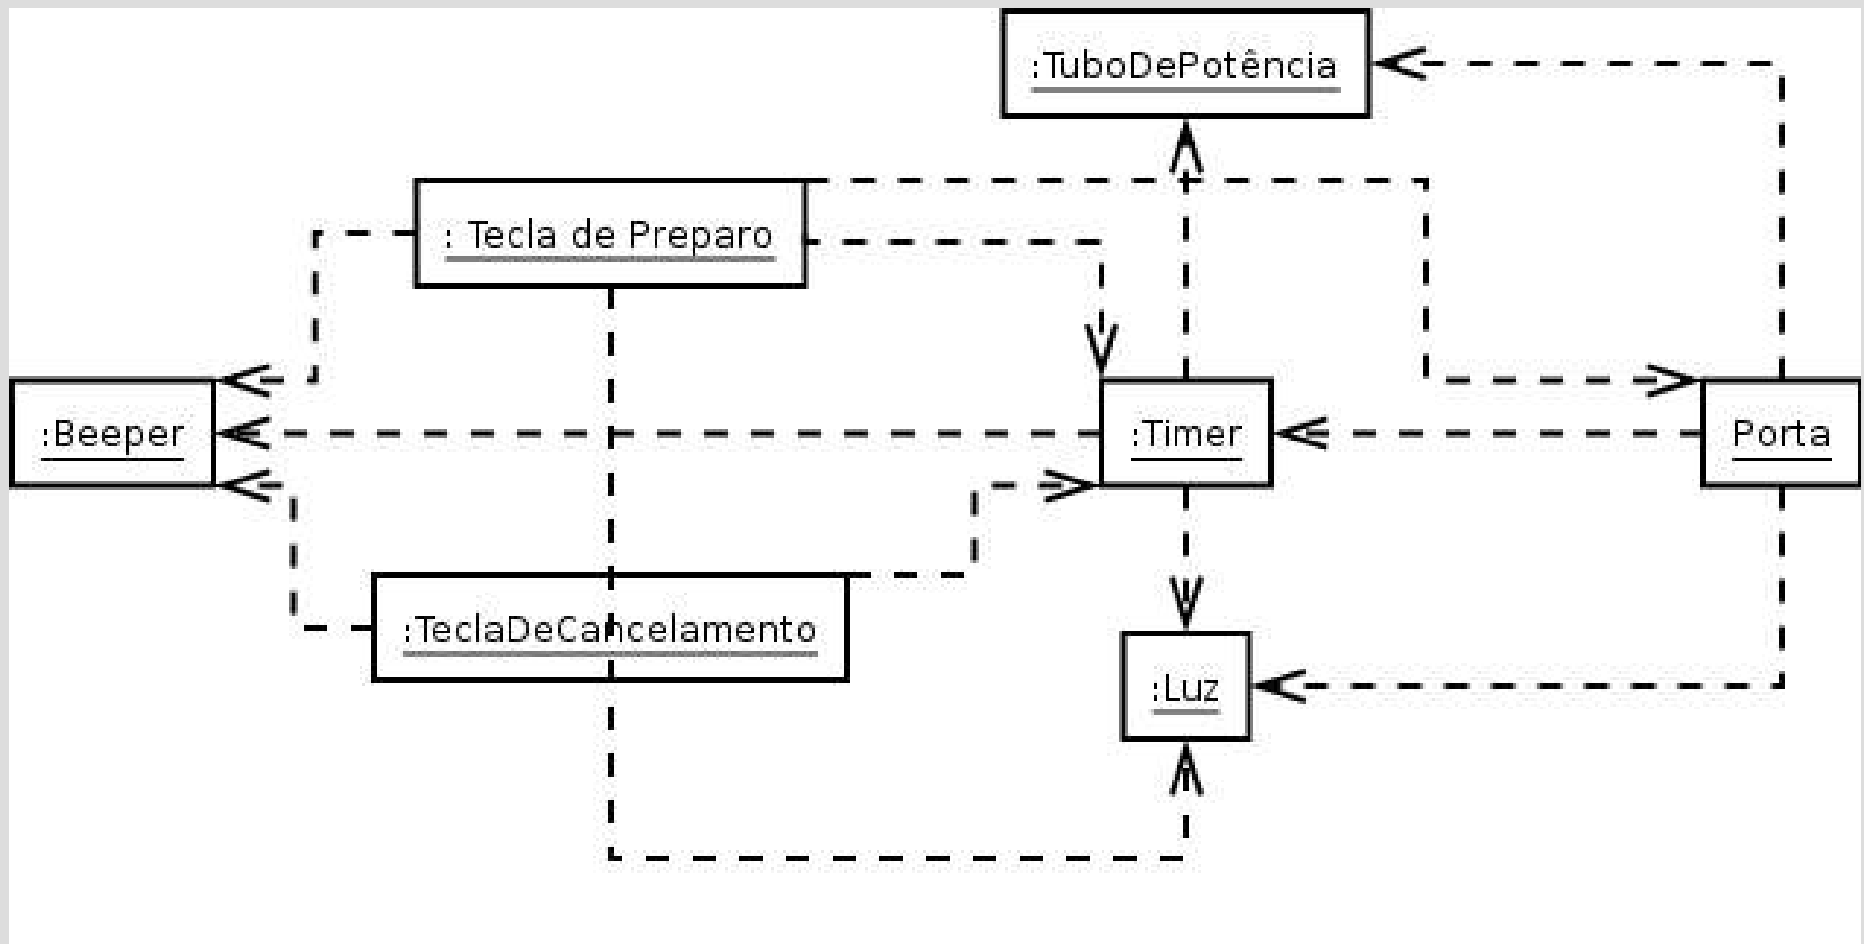 :TuboDePotência
: Tecla de Preparo
:Beeper
:Timer
Porta
:TeclaDeCancelamento
:Luz